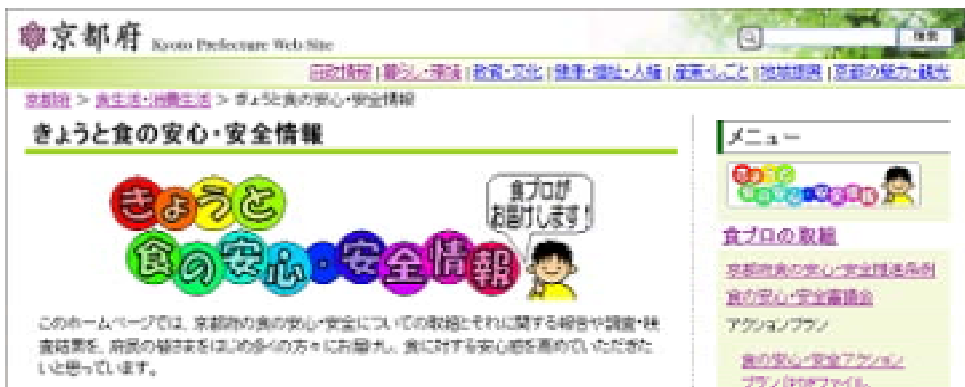 京都府 Kyoto Prefecture Web Site
検索
府政情報 | 暮らし・環境 | 教育・文化 | 健康・福祉・人権 | 産業・しごと | 地域振興 | 京都の魅力・観光
京都府 > 食生活・消費生活 > きょうと食の安心・安全情報
きょうと食の安心・安全情報
きょうと
食の安心・安全情報
食プロが
お届けします!
このホームページでは、京都府の食の安心・安全についての取組とそれに関する報告や調査・検
査結果を、府民の皆さまをはじめ多くの方々にお届けし、食に対する安心感を高めていただきた
いと思っています。
メニュー
きょうと
食の安心・安全情報
食プロの取組
京都府食の安心・安全推進条例
食の安心・安全審議会
アクションプラン
食の安心・安全アクション